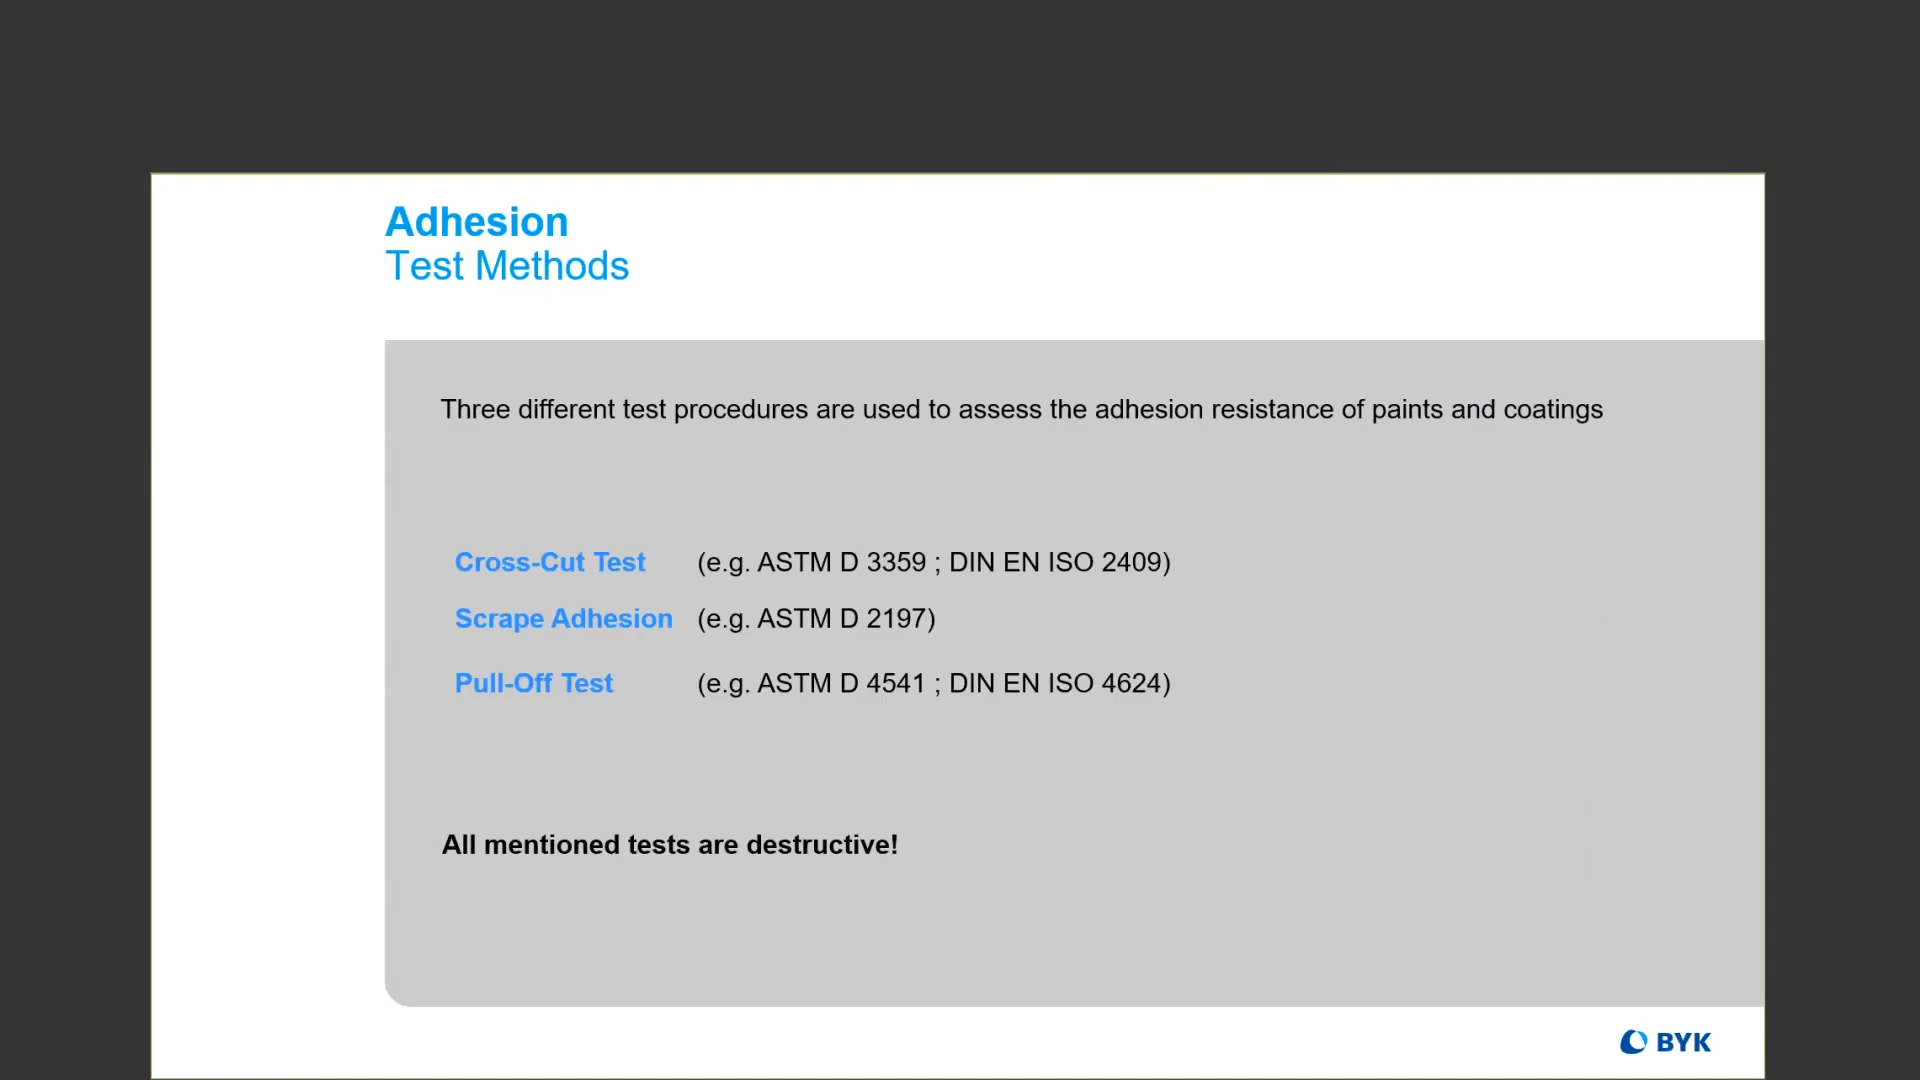 Adhesion
Test Methods
Three different test procedures are used to assess the adhesion resistance of paints and coatings
Cross-Cut Test (e.g. ASTM D 3359 ; DIN EN ISO 2409)
Scrape Adhesion (e.g. ASTM D 2197)
Pull-Off Test (e.g. ASTM D 4541 ; DIN EN ISO 4624)
All mentioned tests are destructive!
BYK